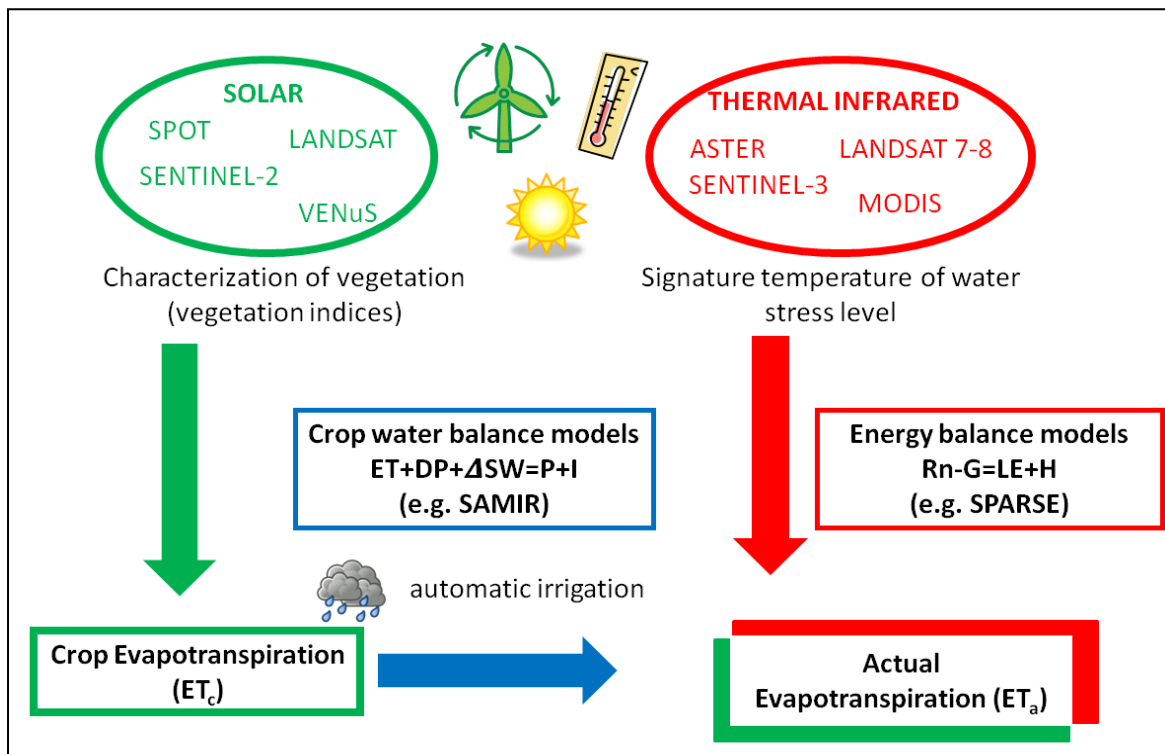 SOLAR
SPOT
LANDSAT
SENTINEL-2
VENuS
THERMAL INFRARED
ASTER
LANDSAT 7-8
SENTINEL-3
MODIS
Characterization of vegetation
(vegetation indices)
Signature temperature of water
stress level
Crop water balance models
ET+DP+ΔSW=P+I
(e.g. SAMIR)
Energy balance models
Rn-G=LE+H
(e.g. SPARSE)
automatic irrigation
Crop Evapotranspiration
(ETc)
Actual
Evapotranspiration (ETa)